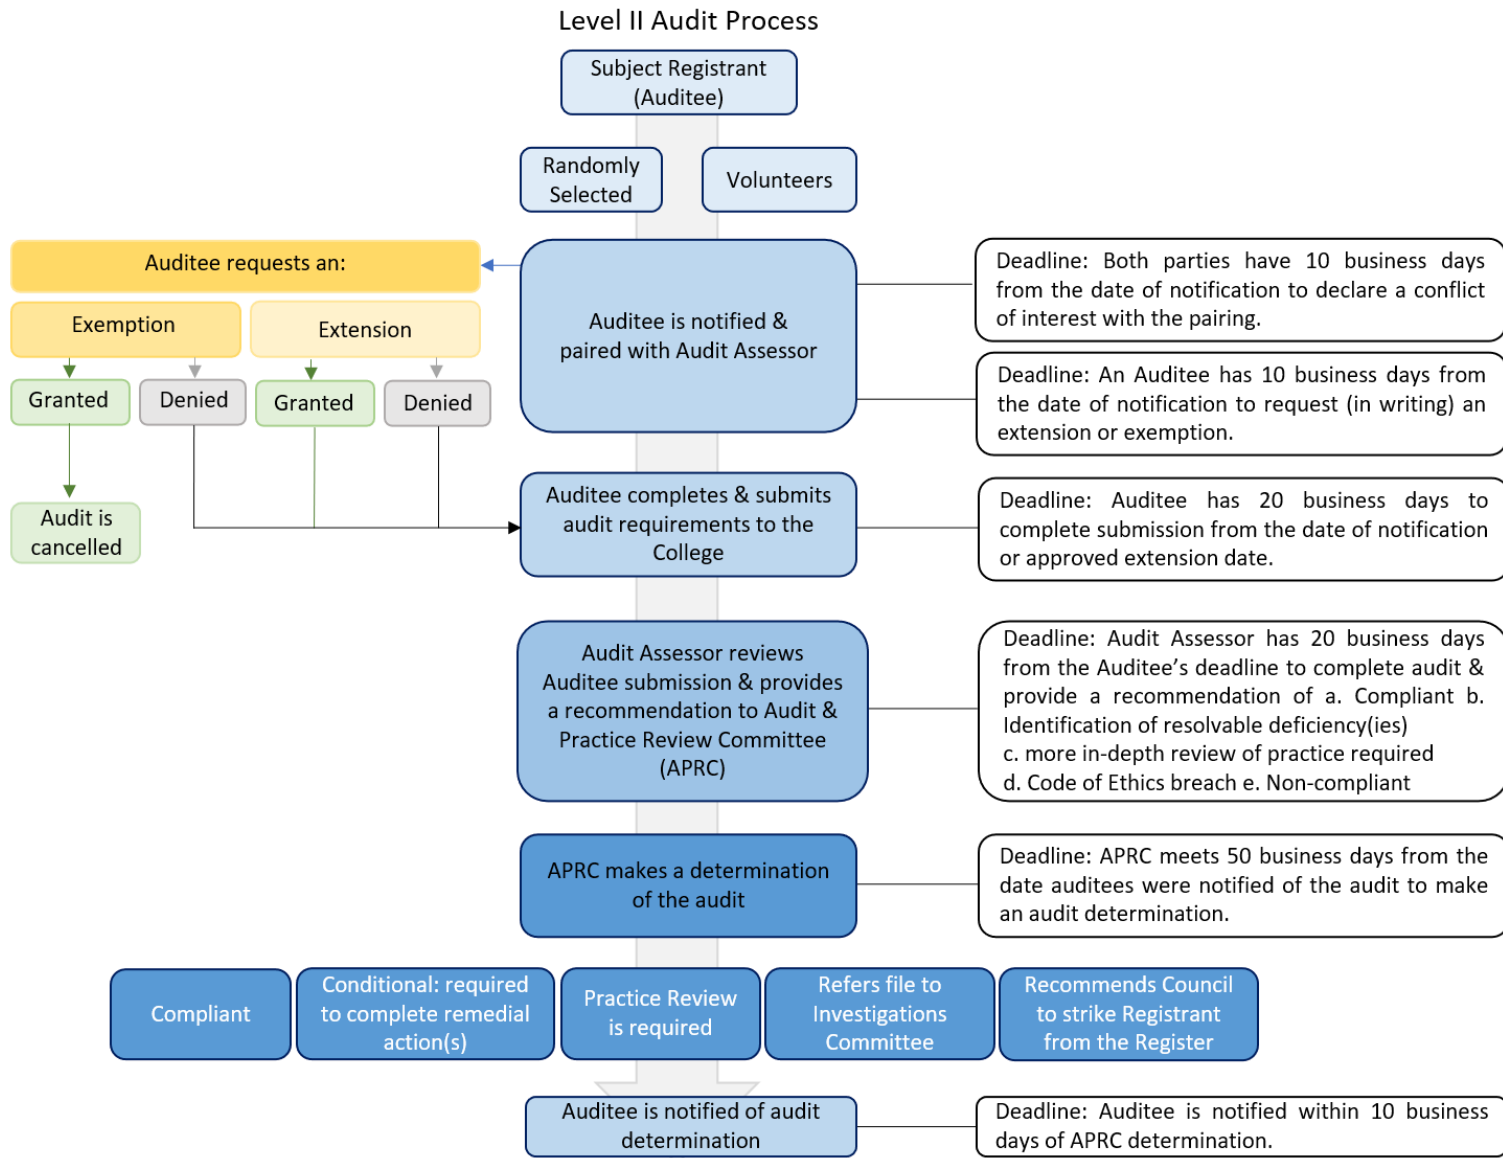 Level II Audit Process
Subject Registrant
(Auditee)
Randomly
Selected
Volunteers
Auditee requests an:
Exemption
Extension
Granted
Denied
Granted
Denied
Audit is
cancelled
Auditee is notified &
paired with Audit Assessor
Deadline: Both parties have 10 business days
from the date of notification to declare a conflict
of interest with the pairing.
Deadline: An Auditee has 10 business days from
the date of notification to request (in writing) an
extension or exemption.
Auditee completes & submits
audit requirements to the
College
Deadline: Auditee has 20 business days to
complete submission from the date of notification
or approved extension date.
Audit Assessor reviews
Auditee submission & provides
a recommendation to Audit &
Practice Review Committee
(APRC)
Deadline: Audit Assessor has 20 business days
from the Auditee’s deadline to complete audit &
provide a recommendation of a. Compliant b.
Identification of resolvable deficiency(ies)
c. more in-depth review of practice required
d. Code of Ethics breach e. Non-compliant
APRC makes a determination
of the audit
Deadline: APRC meets 50 business days from the
date auditees were notified of the audit to make
an audit determination.
Compliant
Conditional: required
to complete remedial
action(s)
Practice Review
is required
Refers file to
Investigations
Committee
Recommends Council
to strike Registrant
from the Register
Auditee is notified of audit
determination
Deadline: Auditee is notified within 10 business
days of APRC determination.